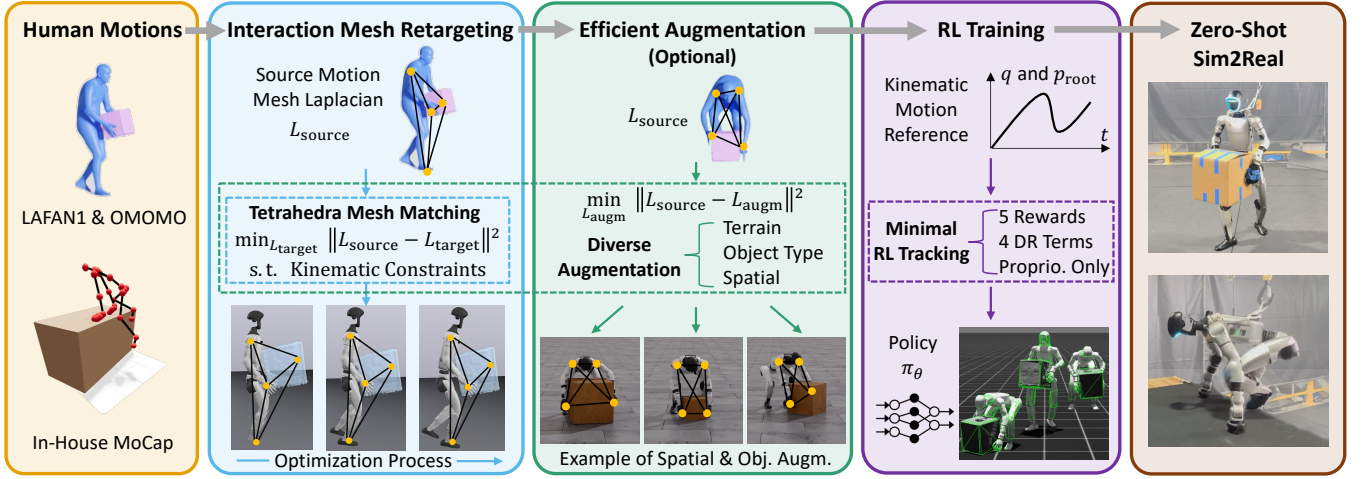 Human Motions
LAFAN1 & OMOMO
In-House MoCap
Interaction Mesh Retargeting
Source Motion
Mesh Laplacian
L_source
Tetrahedra Mesh Matching
min_{L_target} ‖L_source − L_target‖²
s.t. Kinematic Constraints
Optimization Process
Efficient Augmentation
(Optional)
L_source
min_{L_augm} ‖L_source − L_augm‖²
Diverse
Augmentation
Terrain
Object Type
Spatial
Example of Spatial & Obj. Augm.
RL Training
Kinematic
Motion
Reference
q and p_root
t
Minimal
RL Tracking
5 Rewards
4 DR Terms
Proprio. Only
Policy
π_θ
Zero-Shot
Sim2Real